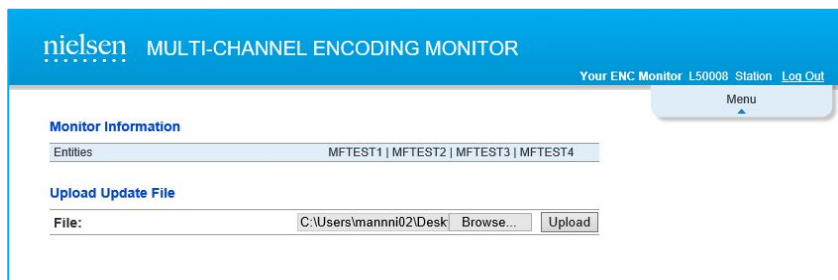 nielsen MULTI-CHANNEL ENCODING MONITOR
Your ENC Monitor L50008 Station Log Out
Menu
Monitor Information
Entities MFTEST1 | MFTEST2 | MFTEST3 | MFTEST4
Upload Update File
File: C:\Users\mannni02\Desk Browse... Upload